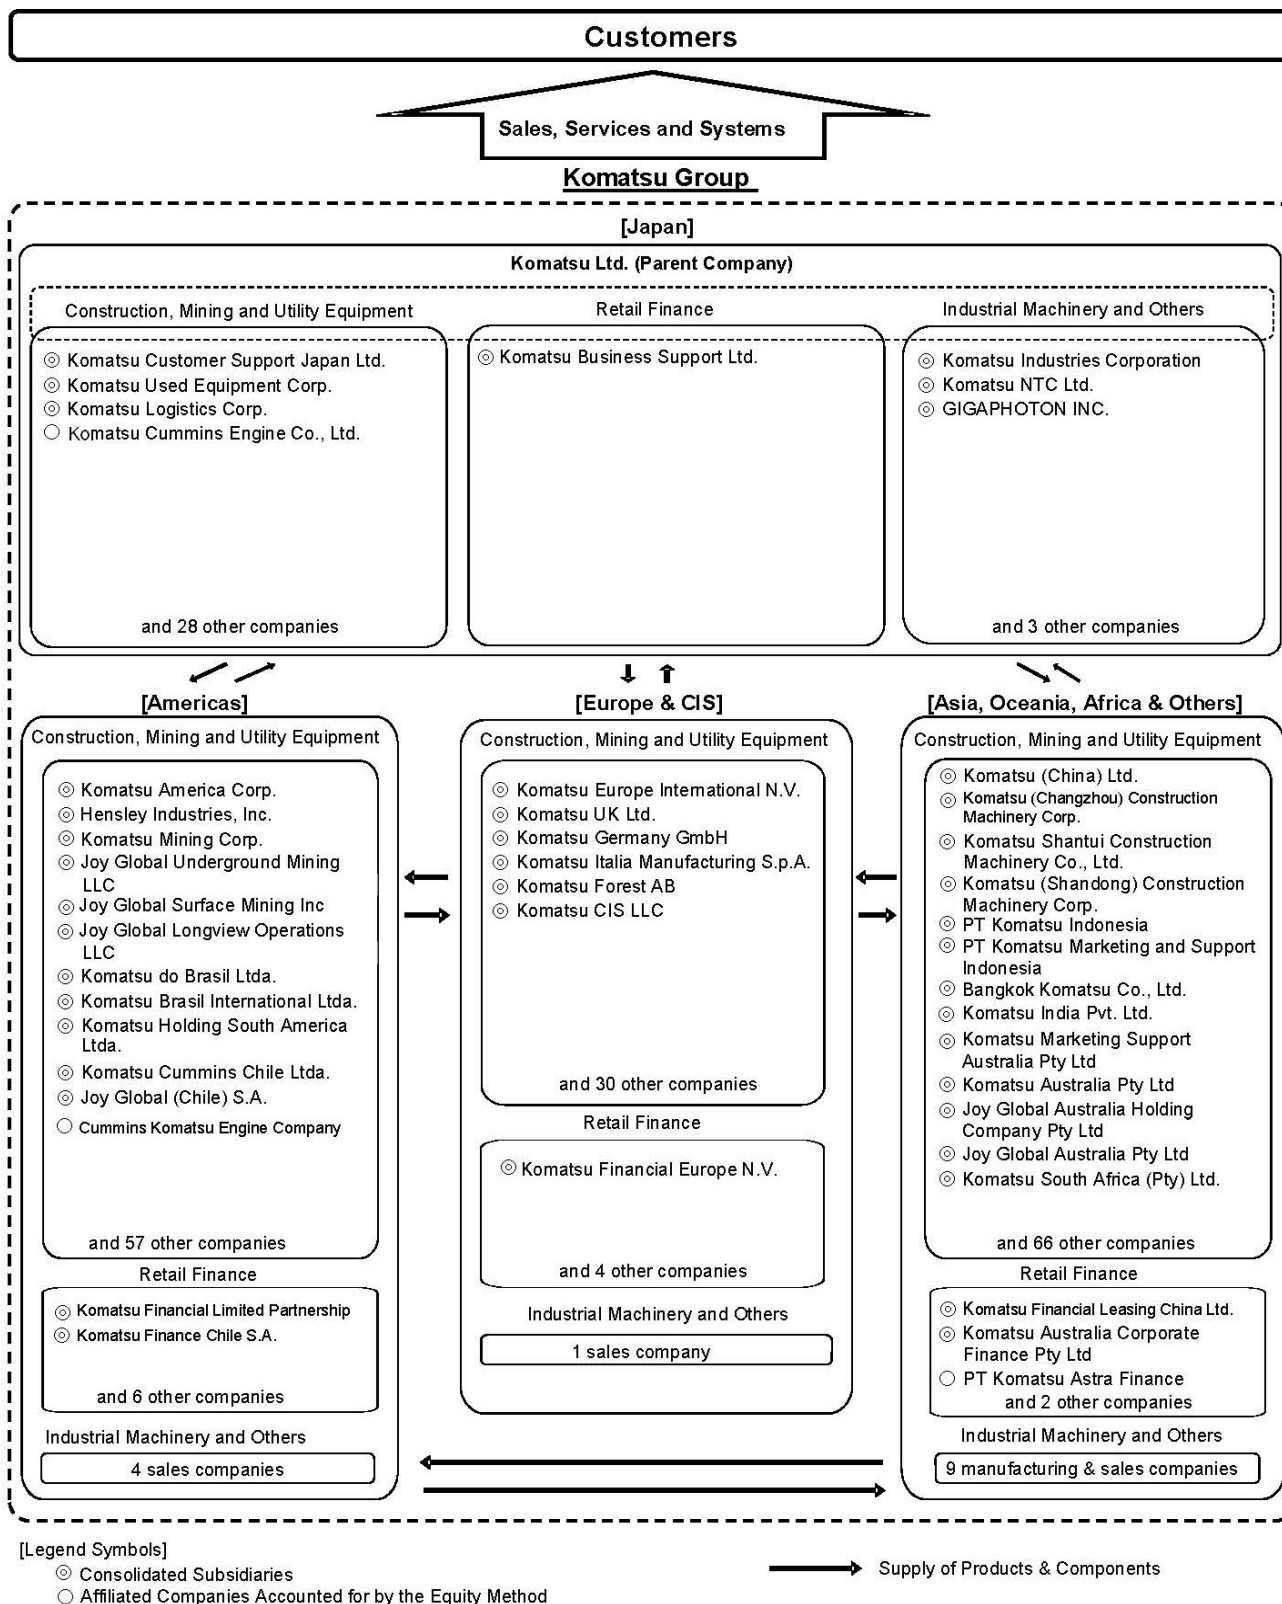 Customers
Sales, Services and Systems
Komatsu Group
[Japan]
Komatsu Ltd. (Parent Company)
Construction, Mining and Utility Equipment
◎ Komatsu Customer Support Japan Ltd.
◎ Komatsu Used Equipment Corp.
◎ Komatsu Logistics Corp.
○ Komatsu Cummins Engine Co., Ltd.
and 28 other companies
Retail Finance
◎ Komatsu Business Support Ltd.
Industrial Machinery and Others
◎ Komatsu Industries Corporation
◎ Komatsu NTC Ltd.
◎ GIGAPHOTON INC.
and 3 other companies
[Americas]
Construction, Mining and Utility Equipment
◎ Komatsu America Corp.
◎ Hensley Industries, Inc.
◎ Komatsu Mining Corp.
◎ Joy Global Underground Mining
LLC
◎ Joy Global Surface Mining Inc
◎ Joy Global Longview Operations
LLC
◎ Komatsu do Brasil Ltda.
◎ Komatsu Brasil International Ltda.
◎ Komatsu Holding South America
Ltda.
◎ Komatsu Cummins Chile Ltda.
◎ Joy Global (Chile) S.A.
○ Cummins Komatsu Engine Company
and 57 other companies
Retail Finance
◎ Komatsu Financial Limited Partnership
◎ Komatsu Finance Chile S.A.
and 6 other companies
Industrial Machinery and Others
4 sales companies
[Europe & CIS]
Construction, Mining and Utility Equipment
◎ Komatsu Europe International N.V.
◎ Komatsu UK Ltd.
◎ Komatsu Germany GmbH
◎ Komatsu Italia Manufacturing S.p.A.
◎ Komatsu Forest AB
◎ Komatsu CIS LLC
and 30 other companies
Retail Finance
◎ Komatsu Financial Europe N.V.
and 4 other companies
Industrial Machinery and Others
1 sales company
[Asia, Oceania, Africa & Others]
Construction, Mining and Utility Equipment
◎ Komatsu (China) Ltd.
◎ Komatsu (Changzhou) Construction
Machinery Corp.
◎ Komatsu Shantui Construction
Machinery Co., Ltd.
◎ Komatsu (Shandong) Construction
Machinery Corp.
◎ PT Komatsu Indonesia
◎ PT Komatsu Marketing and Support
Indonesia
◎ Bangkok Komatsu Co., Ltd.
◎ Komatsu India Pvt. Ltd.
◎ Komatsu Marketing Support
Australia Pty Ltd
◎ Komatsu Australia Pty Ltd
◎ Joy Global Australia Holding
Company Pty Ltd
◎ Joy Global Australia Pty Ltd
◎ Komatsu South Africa (Pty) Ltd.
and 66 other companies
Retail Finance
◎ Komatsu Financial Leasing China Ltd.
◎ Komatsu Australia Corporate
Finance Pty Ltd
○ PT Komatsu Astra Finance
and 2 other companies
Industrial Machinery and Others
9 manufacturing & sales companies
[Legend Symbols]
◎ Consolidated Subsidiaries
○ Affiliated Companies Accounted for by the Equity Method
Supply of Products & Components